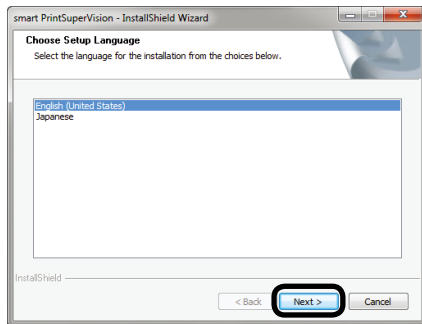 smart PrintSuperVision - InstallShield Wizard
Choose Setup Language
Select the language for the installation from the choices below.
English (United States)
Japanese
InstallShield
< Back Next > Cancel